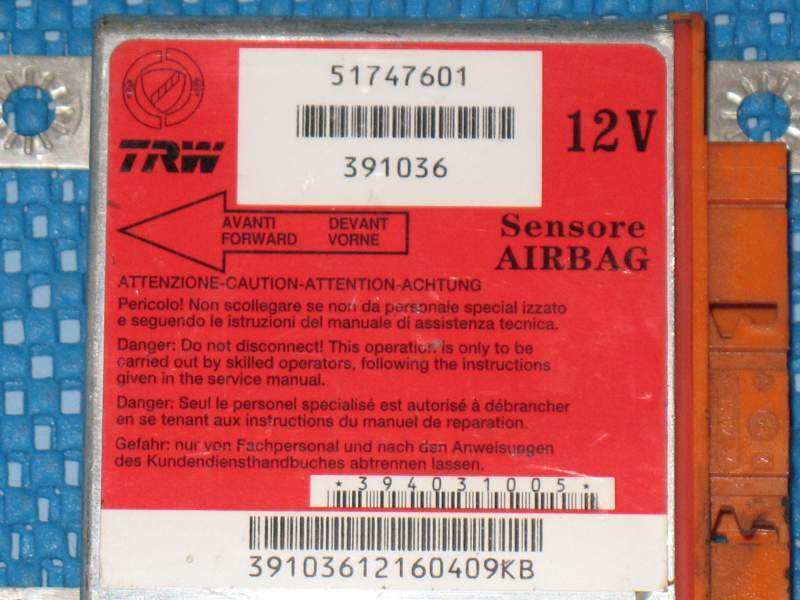 51747601
391036
12V
TRW
AVANTI DEVANT
FORWARD VORNE
Sensore
AIRBAG
ATTENZIONE-CAUTION-ATTENTION-ACHTUNG
Pericolo! Non scollegare se non da personale special izzato
e seguendo le istruzioni del manuale di assistenza tecnica.
Danger: Do not disconnect! This operation is only to be
carried out by skilled operators, following the instructions
given in the service manual.
Danger: Seul le personel specialisé est autorisé à débrancher
en se tenant aux instructions du manuel de reparation.
Gefahr: nur von Fachpersonal und nach den Anweisungen
des Kundendiensthandbuches abtrennen lassen.
*394031005*
39103612160409KB